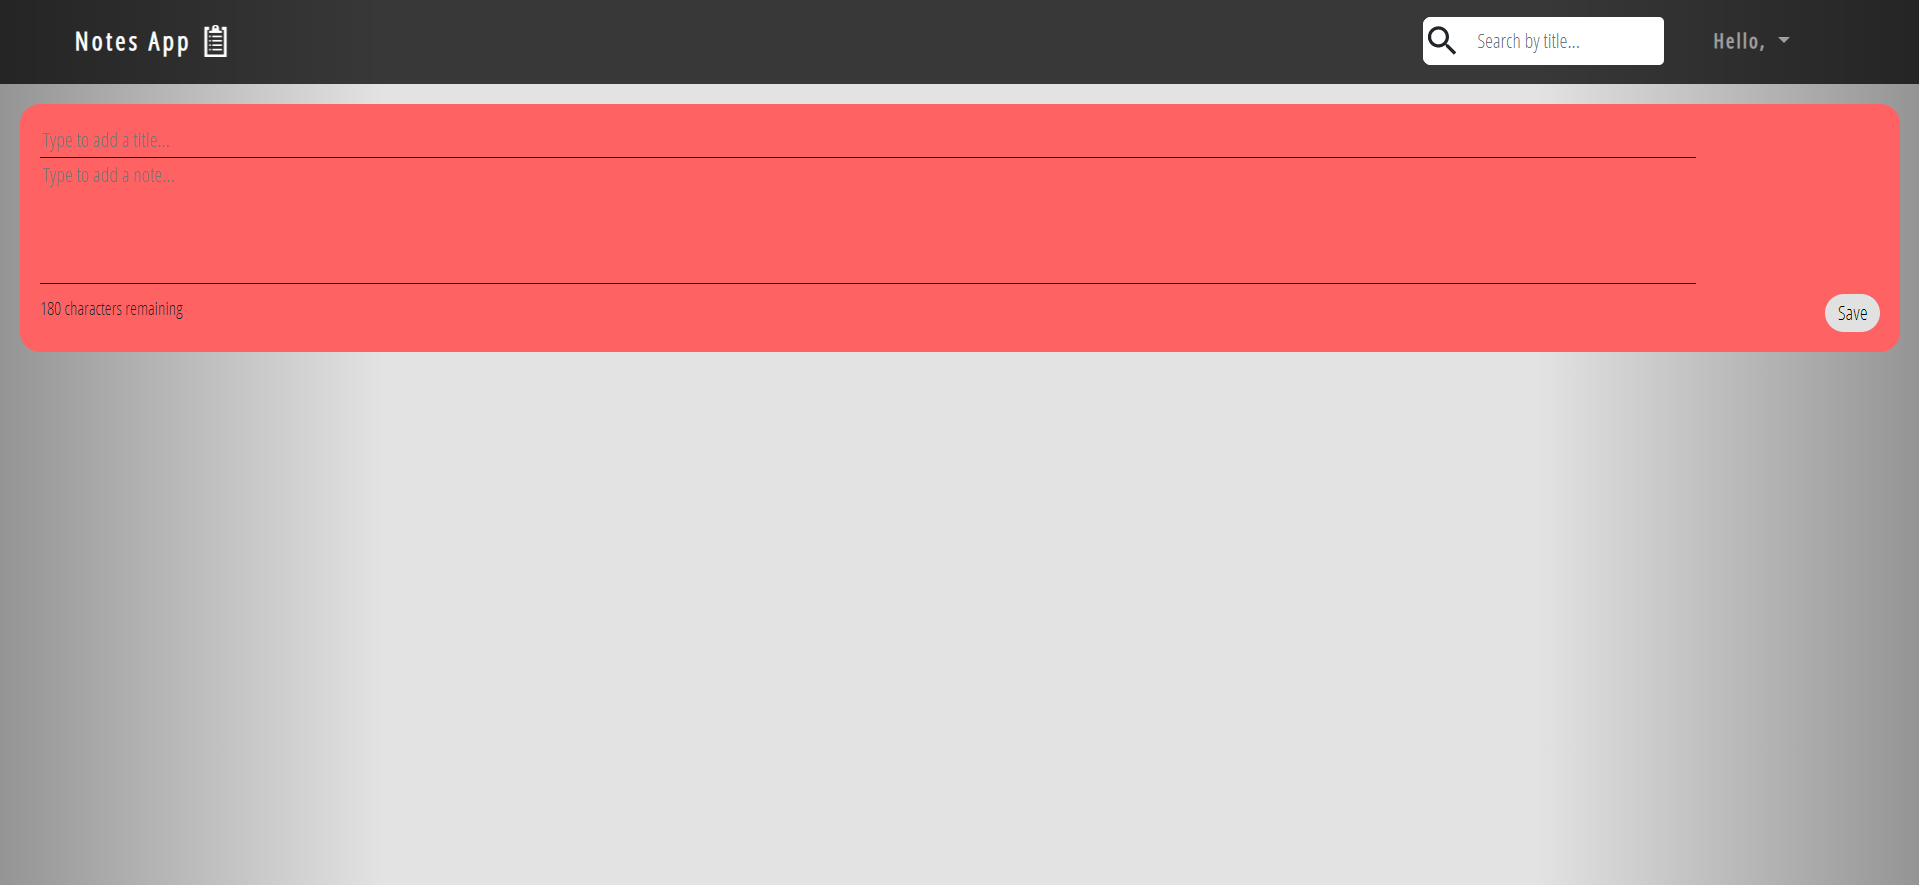 Notes App
Search by title...
Hello,
Type to add a title...
Type to add a note...
180 characters remaining
Save